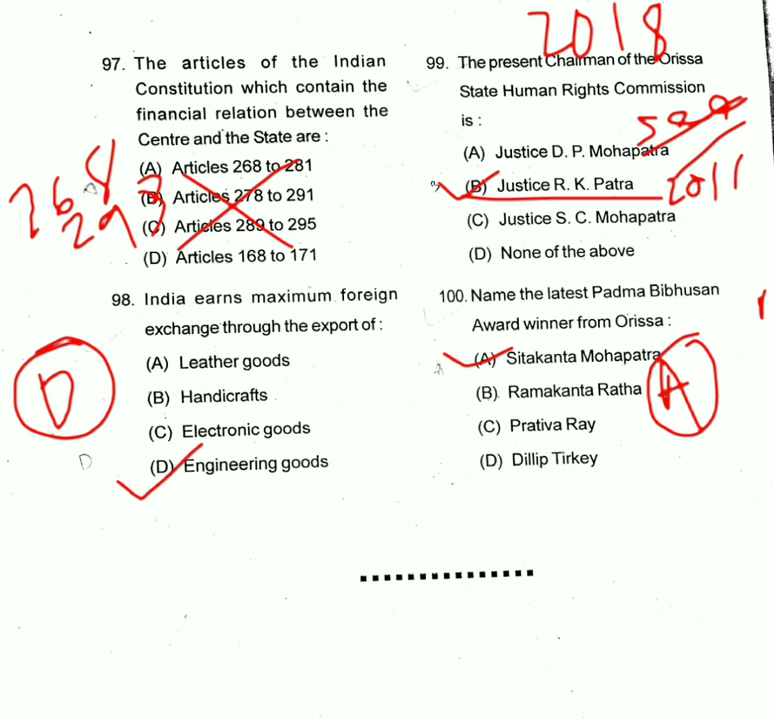 2018
97. The articles of the Indian
Constitution which contain the
financial relation between the
Centre and the State are :
(A) Articles 268 to 281
(B) Articles 278 to 291
(C) Articles 289 to 295
(D) Articles 168 to 171
268
293
98. India earns maximum foreign
exchange through the export of :
(A) Leather goods
(B) Handicrafts
(C) Electronic goods
(D) Engineering goods
D
D
99. The present Chairman of the Orissa
State Human Rights Commission
is :
(A) Justice D. P. Mohapatra
(B) Justice R. K. Patra
(C) Justice S. C. Mohapatra
(D) None of the above
2011
100. Name the latest Padma Bibhusan
Award winner from Orissa :
(A) Sitakanta Mohapatra
(B). Ramakanta Ratha
(C) Prativa Ray
(D) Dillip Tirkey
A